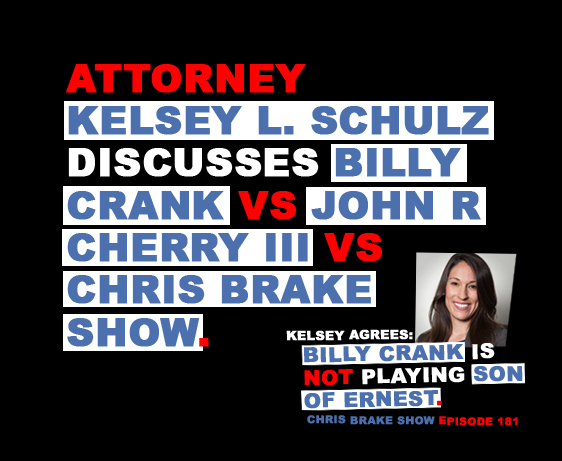 ATTORNEY
KELSEY L. SCHULZ
DISCUSSES BILLY
CRANK VS JOHN R
CHERRY III VS
CHRIS BRAKE
SHOW.
KELSEY AGREES:
BILLY CRANK IS
NOT PLAYING SON
OF ERNEST.
CHRIS BRAKE SHOW EPISODE 181